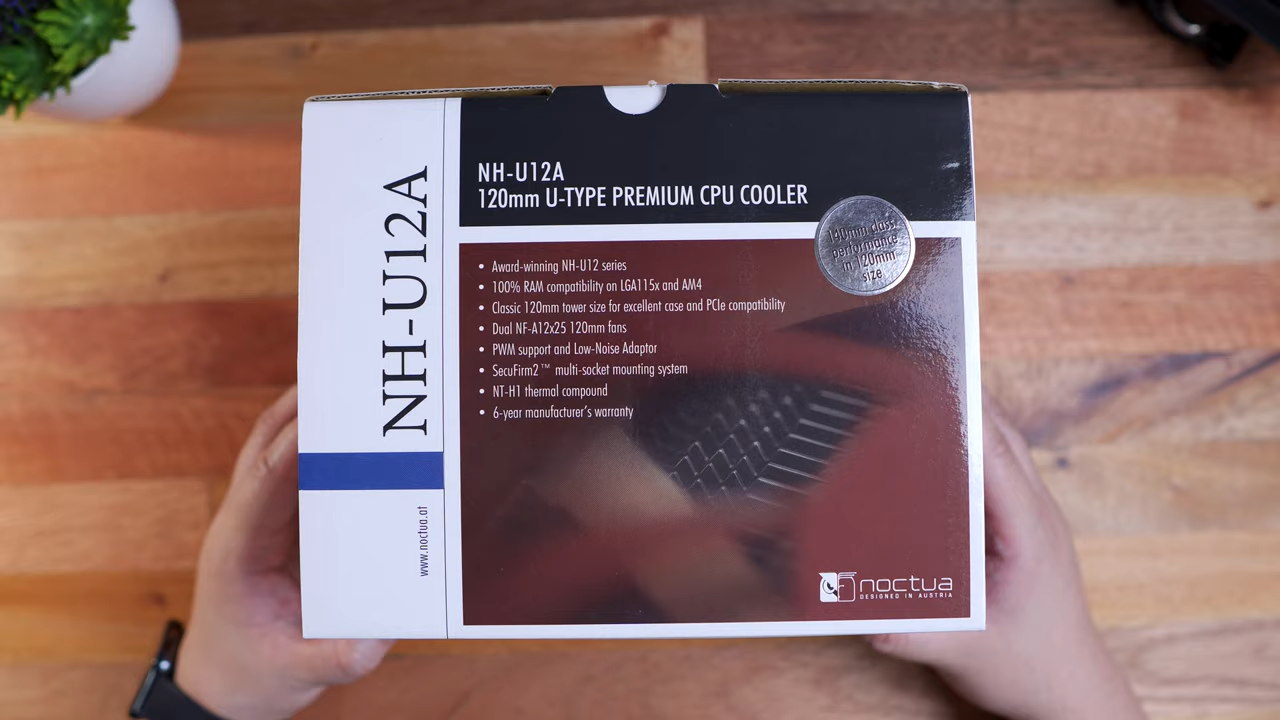 NH-U12A
www.noctua.at
NH-U12A
120mm U-TYPE PREMIUM CPU COOLER
140mm class
performance
in 120mm
size
• Award-winning NH-U12 series
• 100% RAM compatibility on LGA115x and AM4
• Classic 120mm tower size for excellent case and PCIe compatibility
• Dual NF-A12x25 120mm fans
• PWM support and Low-Noise Adaptor
• SecuFirm2™ multi-socket mounting system
• NT-H1 thermal compound
• 6-year manufacturer's warranty
noctua
DESIGNED IN AUSTRIA